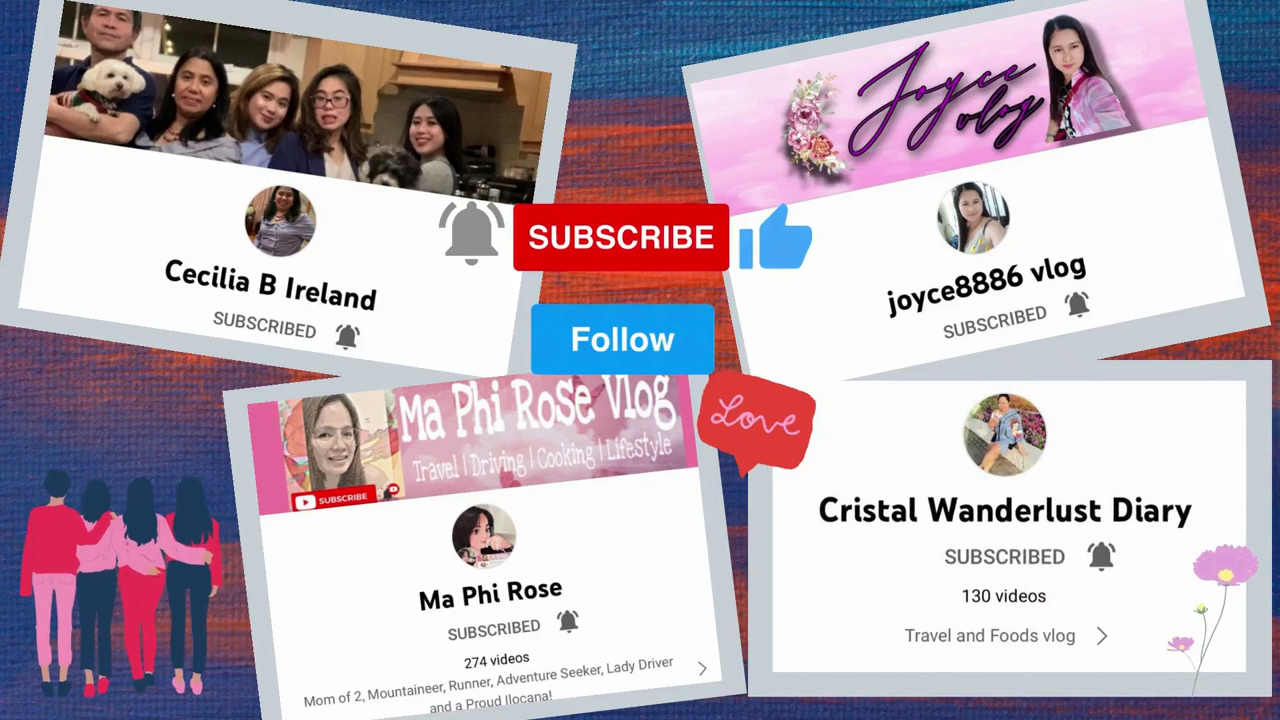 Cecilia B Ireland
SUBSCRIBED
Joyce
vlog
joyce8886 vlog
SUBSCRIBED
SUBSCRIBE
Follow
Love
Ma Phi RoSe Vlog
Travel | Driving | Cooking | Lifestyle
SUBSCRIBE
Ma Phi Rose
SUBSCRIBED
274 videos
Mom of 2, Mountaineer, Runner, Adventure Seeker, Lady Driver
and a Proud Ilocana!
Cristal Wanderlust Diary
SUBSCRIBED
130 videos
Travel and Foods vlog